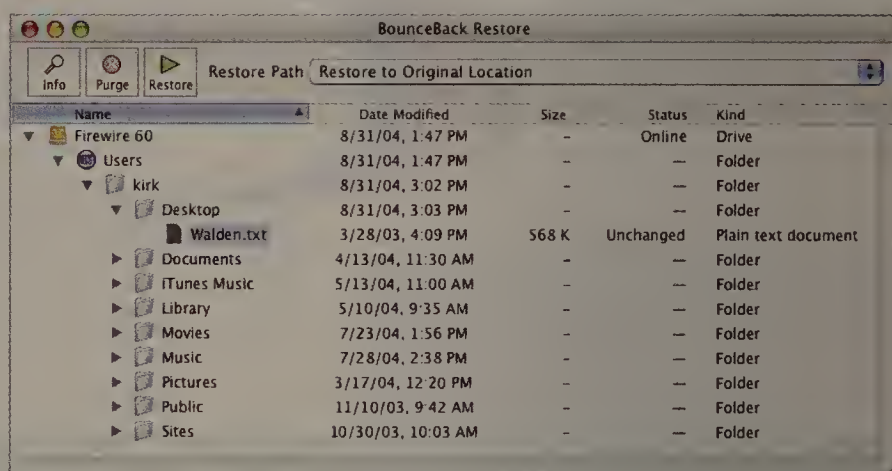 BounceBack Restore
Info Purge Restore Restore Path Restore to Original Location
Name Date Modified Size Status Kind
Firewire 60 8/31/04, 1:47 PM – Online Drive
Users 8/31/04, 1:47 PM – — Folder
kirk 8/31/04, 3:02 PM – — Folder
Desktop 8/31/04, 3:03 PM – — Folder
Walden.txt 3/28/03, 4:09 PM 568 K Unchanged Plain text document
Documents 4/13/04, 11:30 AM – — Folder
iTunes Music 5/13/04, 11:00 AM – — Folder
Library 5/10/04, 9:35 AM – — Folder
Movies 7/23/04, 1:56 PM – — Folder
Music 7/28/04, 2:38 PM – — Folder
Pictures 3/17/04, 12:20 PM – — Folder
Public 11/10/03, 9:42 AM – — Folder
Sites 10/30/03, 10:03 AM – — Folder